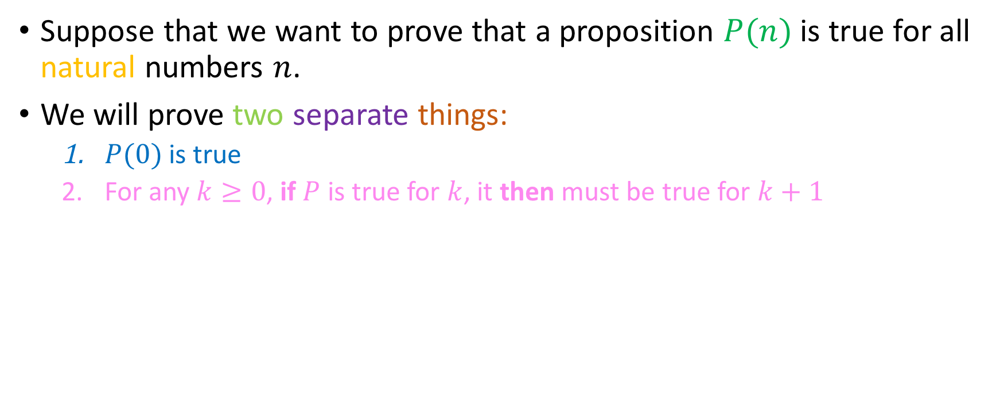 • Suppose that we want to prove that a proposition P(n) is true for all
natural numbers n.
• We will prove two separate things:
1. P(0) is true
2. For any k ≥ 0, if P is true for k, it then must be true for k + 1